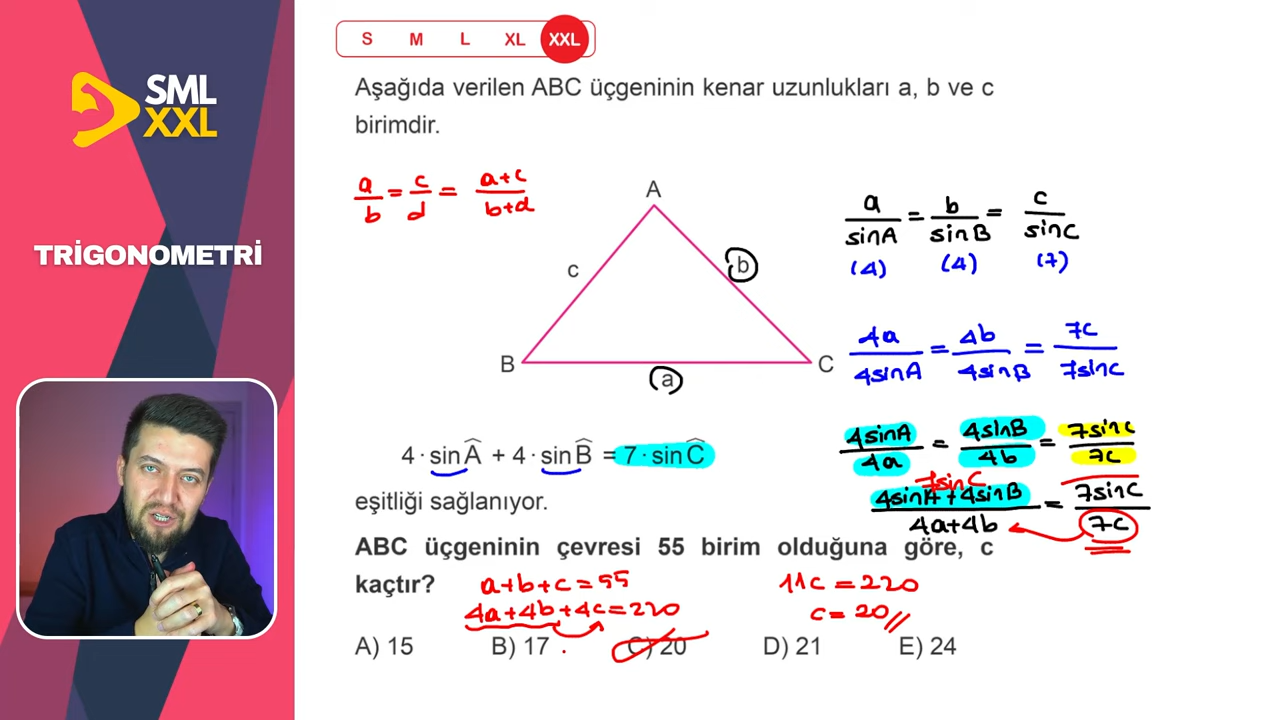 S M L XL XXL
SML
XXL
TRİGONOMETRİ
Aşağıda verilen ABC üçgeninin kenar uzunlukları a, b ve c
birimdir.
a/b = c/d = a+c/b+d
A
c
b
B
C
a
a/sinA = b/sinB = c/sinC
(4) (4) (7)
4a/4sinA = 4b/4sinB = 7c/7sinC
4sinA/4a = 4sinB/4b = 7sinC/7c
7sinC
4sinA+4sinB/4a+4b = 7sinC/7c
4 · sin Â + 4 · sin B̂ = 7 · sin Ĉ
eşitliği sağlanıyor.
ABC üçgeninin çevresi 55 birim olduğuna göre, c
kaçtır?
a+b+c=55
4a+4b+4c=220
11c=220
c=20//
A) 15 B) 17 C) 20 D) 21 E) 24